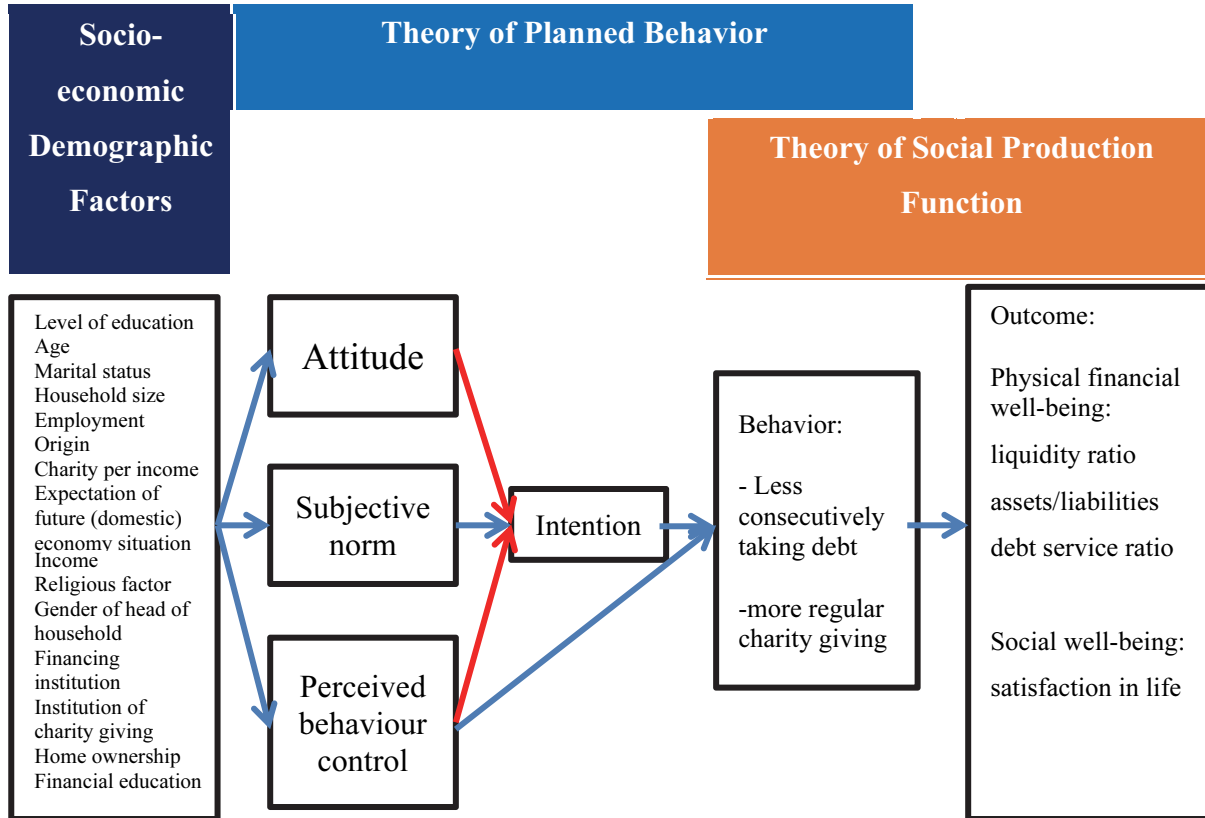 Socio-
economic
Demographic
Factors
Theory of Planned Behavior
Theory of Social Production
Function
Level of education
Age
Marital status
Household size
Employment
Origin
Charity per income
Expectation of
future (domestic)
economy situation
Income
Religious factor
Gender of head of
household
Financing
institution
Institution of
charity giving
Home ownership
Financial education
Attitude
Subjective
norm
Perceived
behaviour
control
Intention
Behavior:
- Less
consecutively
taking debt
-more regular
charity giving
Outcome:
Physical financial
well-being:
liquidity ratio
assets/liabilities
debt service ratio
Social well-being:
satisfaction in life